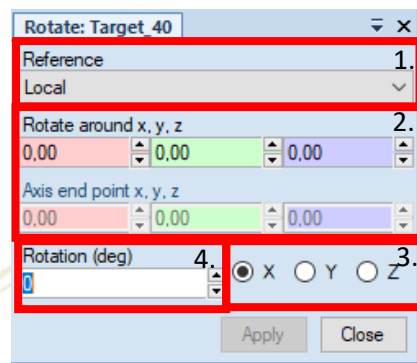 Rotate: Target_40
Reference 1.
Local
Rotate around x, y, z 2.
0,00 0,00 0,00
Axis end point x, y, z
0,00 0,00 0,00
Rotation (deg) 4. 3.
0 X Y Z
Apply Close